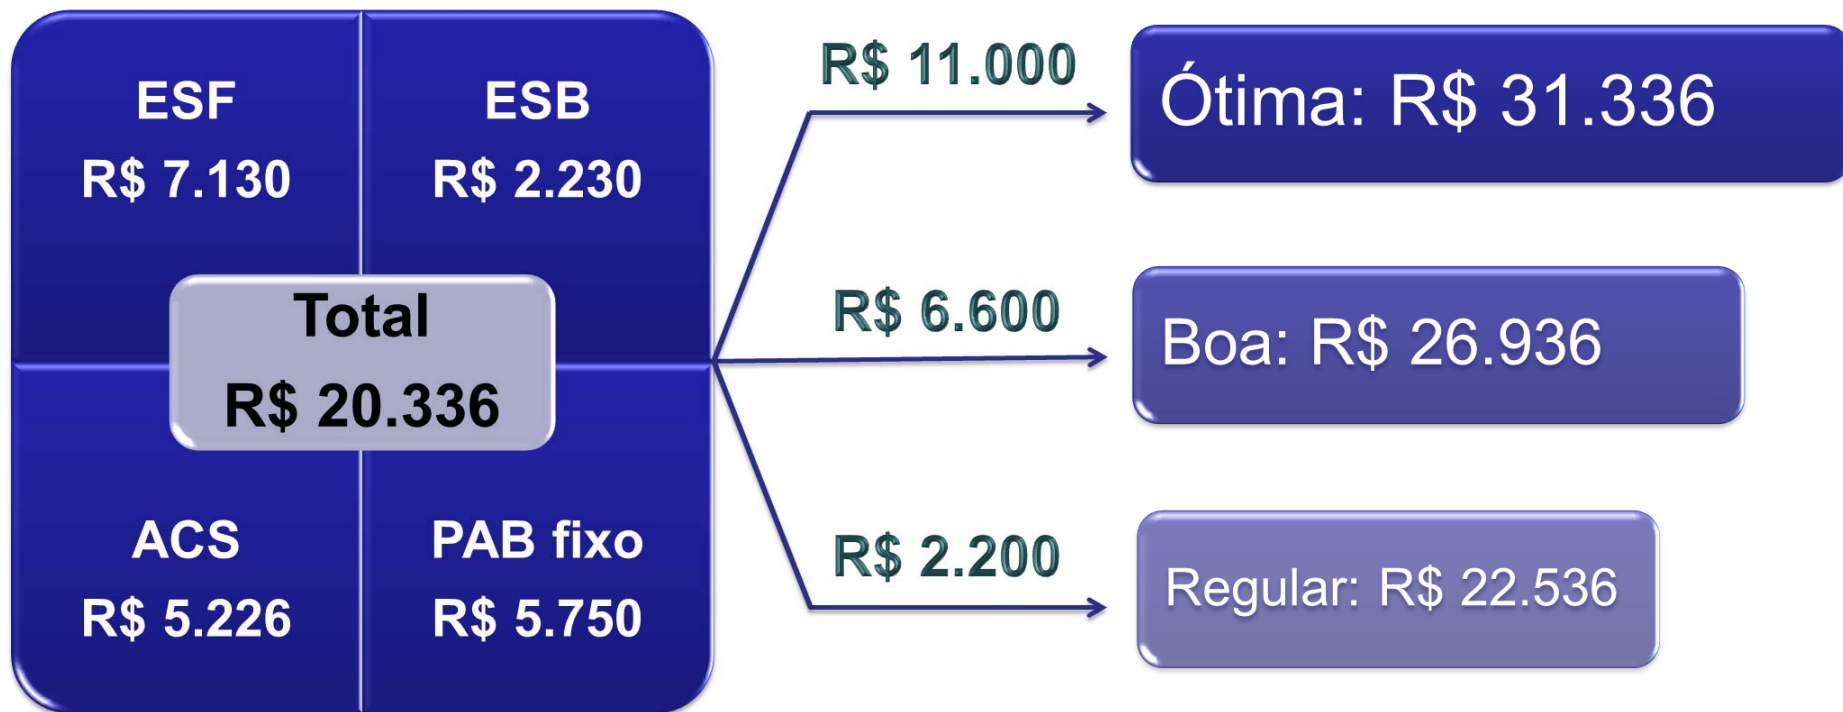 ESF
R$ 7.130
ESB
R$ 2.230
Total
R$ 20.336
ACS
R$ 5.226
PAB fixo
R$ 5.750
R$ 11.000
Ótima: R$ 31.336
R$ 6.600
Boa: R$ 26.936
R$ 2.200
Regular: R$ 22.536